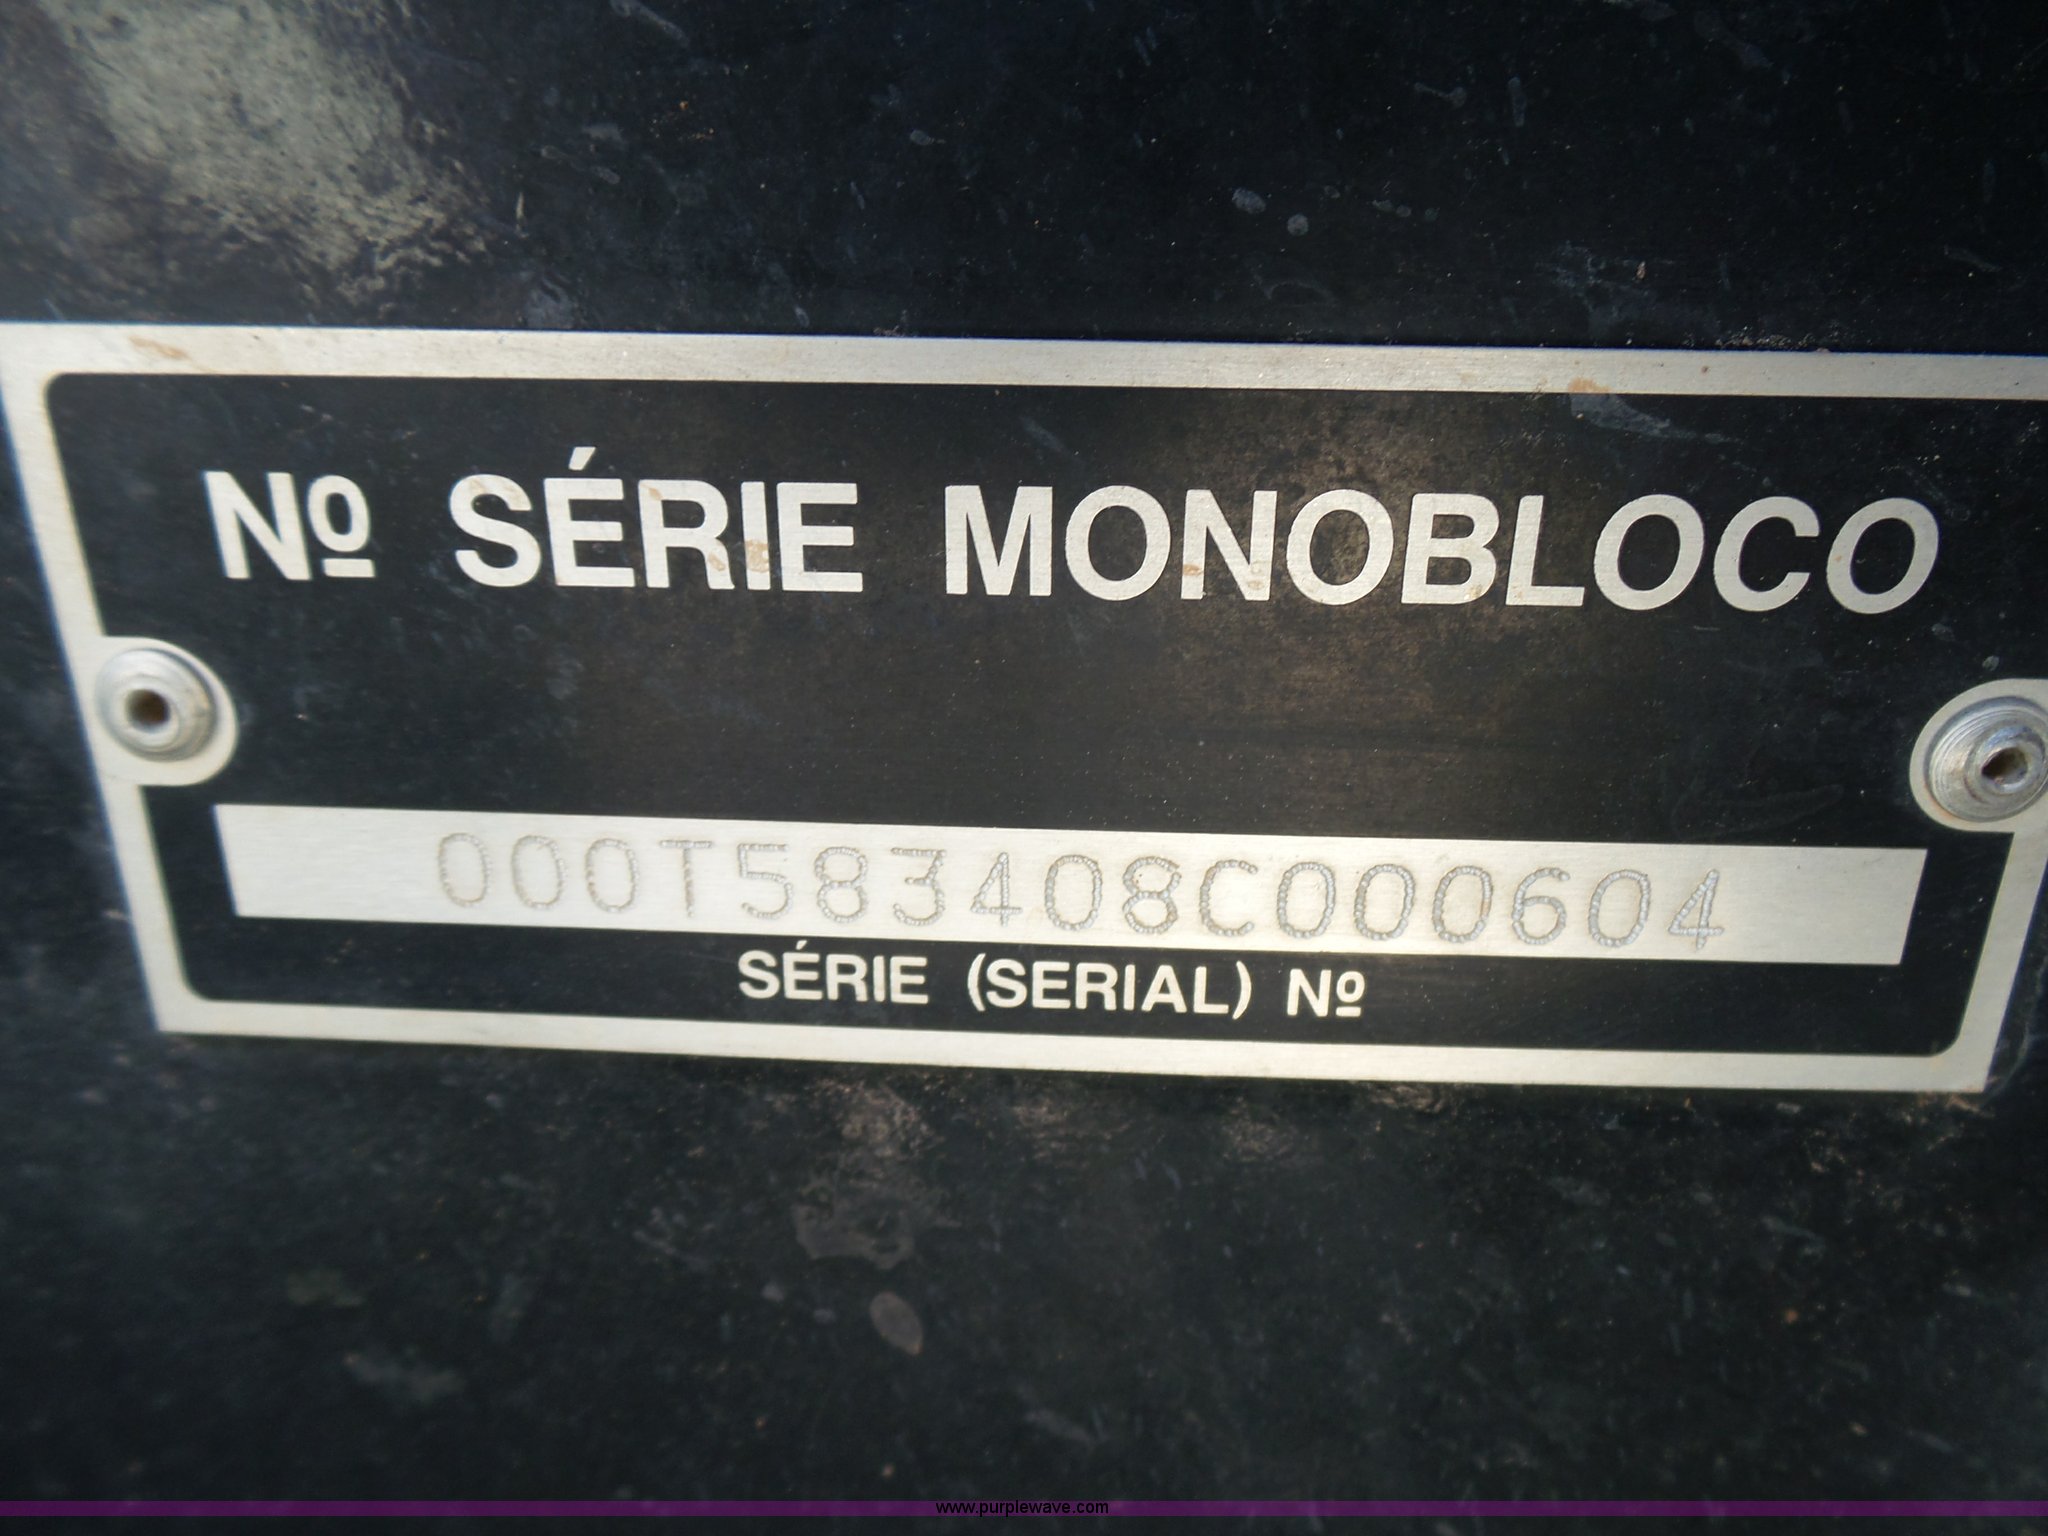 Nº SÉRIE MONOBLOCO
000T583408C000604
SÉRIE (SERIAL) Nº
www.purplewave.com